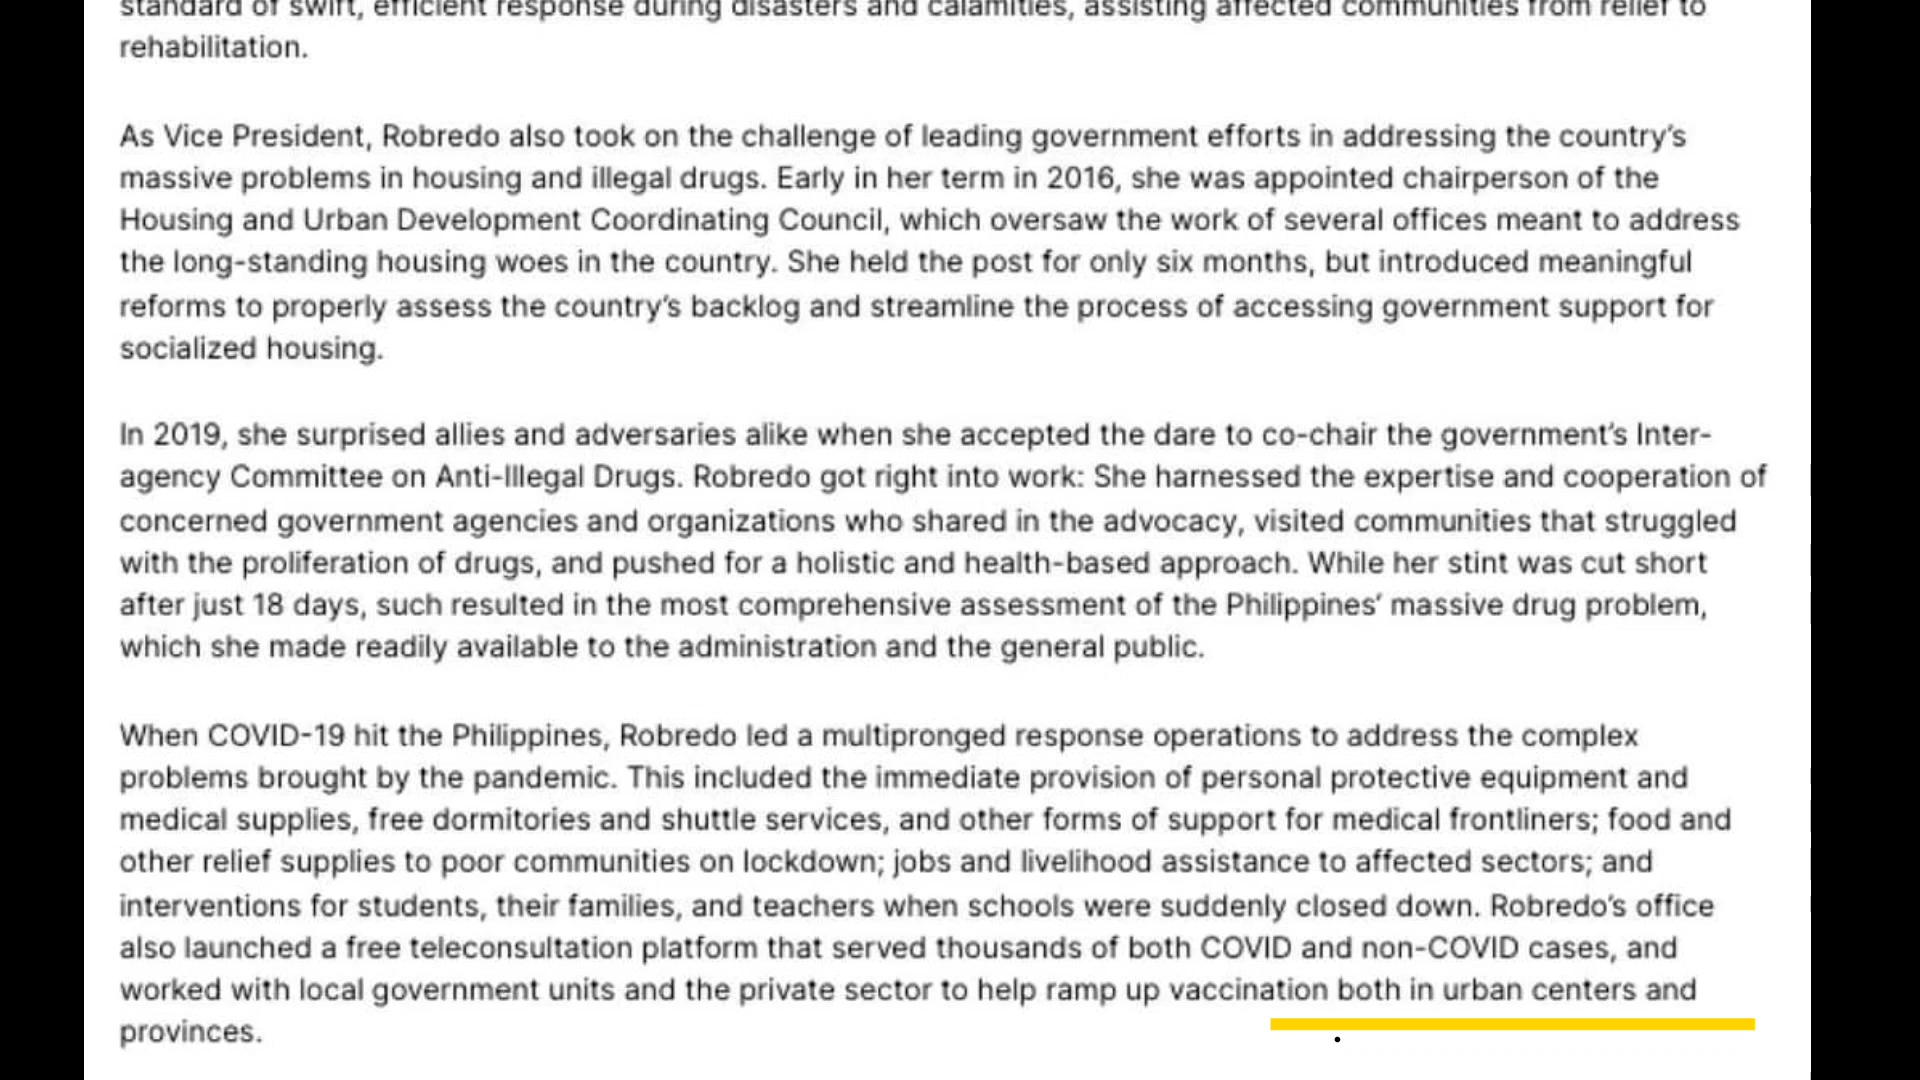 standard of swift, efficient response during disasters and calamities, assisting affected communities from relief to
rehabilitation.
As Vice President, Robredo also took on the challenge of leading government efforts in addressing the country's
massive problems in housing and illegal drugs. Early in her term in 2016, she was appointed chairperson of the
Housing and Urban Development Coordinating Council, which oversaw the work of several offices meant to address
the long-standing housing woes in the country. She held the post for only six months, but introduced meaningful
reforms to properly assess the country's backlog and streamline the process of accessing government support for
socialized housing.
In 2019, she surprised allies and adversaries alike when she accepted the dare to co-chair the government's Inter-
agency Committee on Anti-Illegal Drugs. Robredo got right into work: She harnessed the expertise and cooperation of
concerned government agencies and organizations who shared in the advocacy, visited communities that struggled
with the proliferation of drugs, and pushed for a holistic and health-based approach. While her stint was cut short
after just 18 days, such resulted in the most comprehensive assessment of the Philippines' massive drug problem,
which she made readily available to the administration and the general public.
When COVID-19 hit the Philippines, Robredo led a multipronged response operations to address the complex
problems brought by the pandemic. This included the immediate provision of personal protective equipment and
medical supplies, free dormitories and shuttle services, and other forms of support for medical frontliners; food and
other relief supplies to poor communities on lockdown; jobs and livelihood assistance to affected sectors; and
interventions for students, their families, and teachers when schools were suddenly closed down. Robredo's office
also launched a free teleconsultation platform that served thousands of both COVID and non-COVID cases, and
worked with local government units and the private sector to help ramp up vaccination both in urban centers and
provinces.